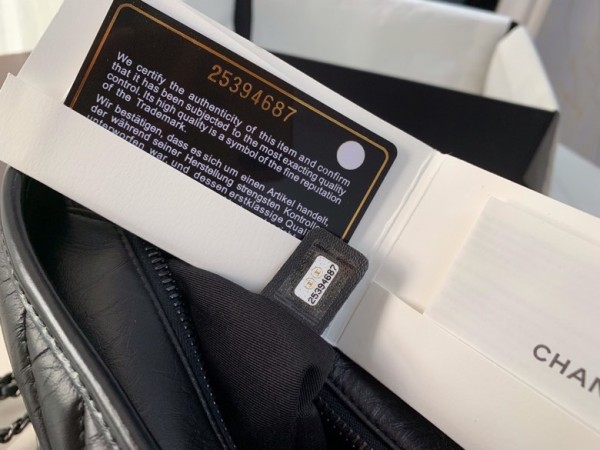 25394687
We certify the authenticity of this item and confirm
that it has been subjected to the most exacting quality
control. Its high quality is a symbol of the fine reputation
of the Trademark.
Wir bestätigen, dass es sich um einen Artikel handelt,
der während seiner Herstellung strengsten Kontrolle
unterworfen war und dessen erstklassige Qual
25394687
CHAN